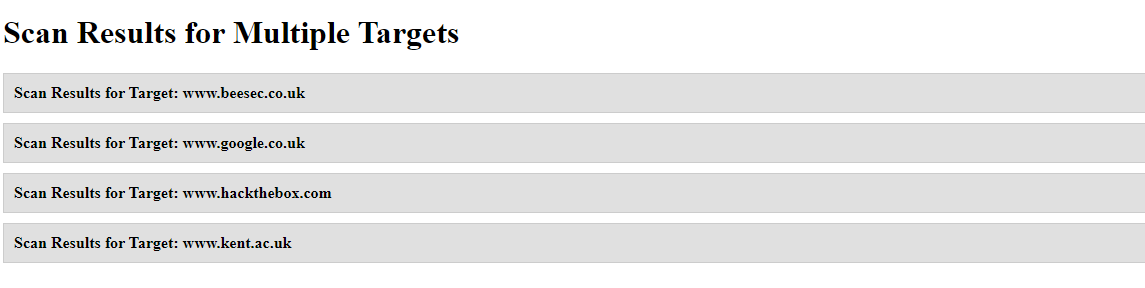 Scan Results for Multiple Targets
Scan Results for Target: www.beesec.co.uk
Scan Results for Target: www.google.co.uk
Scan Results for Target: www.hackthebox.com
Scan Results for Target: www.kent.ac.uk